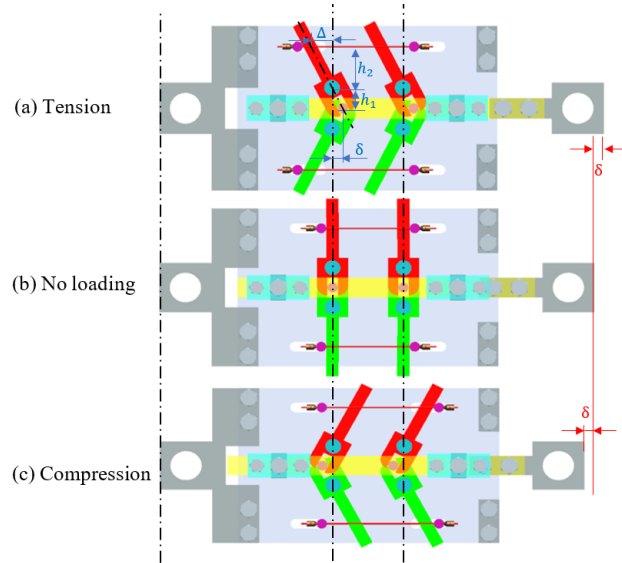 Δ
h₂
(a) Tension
h₁
δ
δ
(b) No loading
δ
(c) Compression